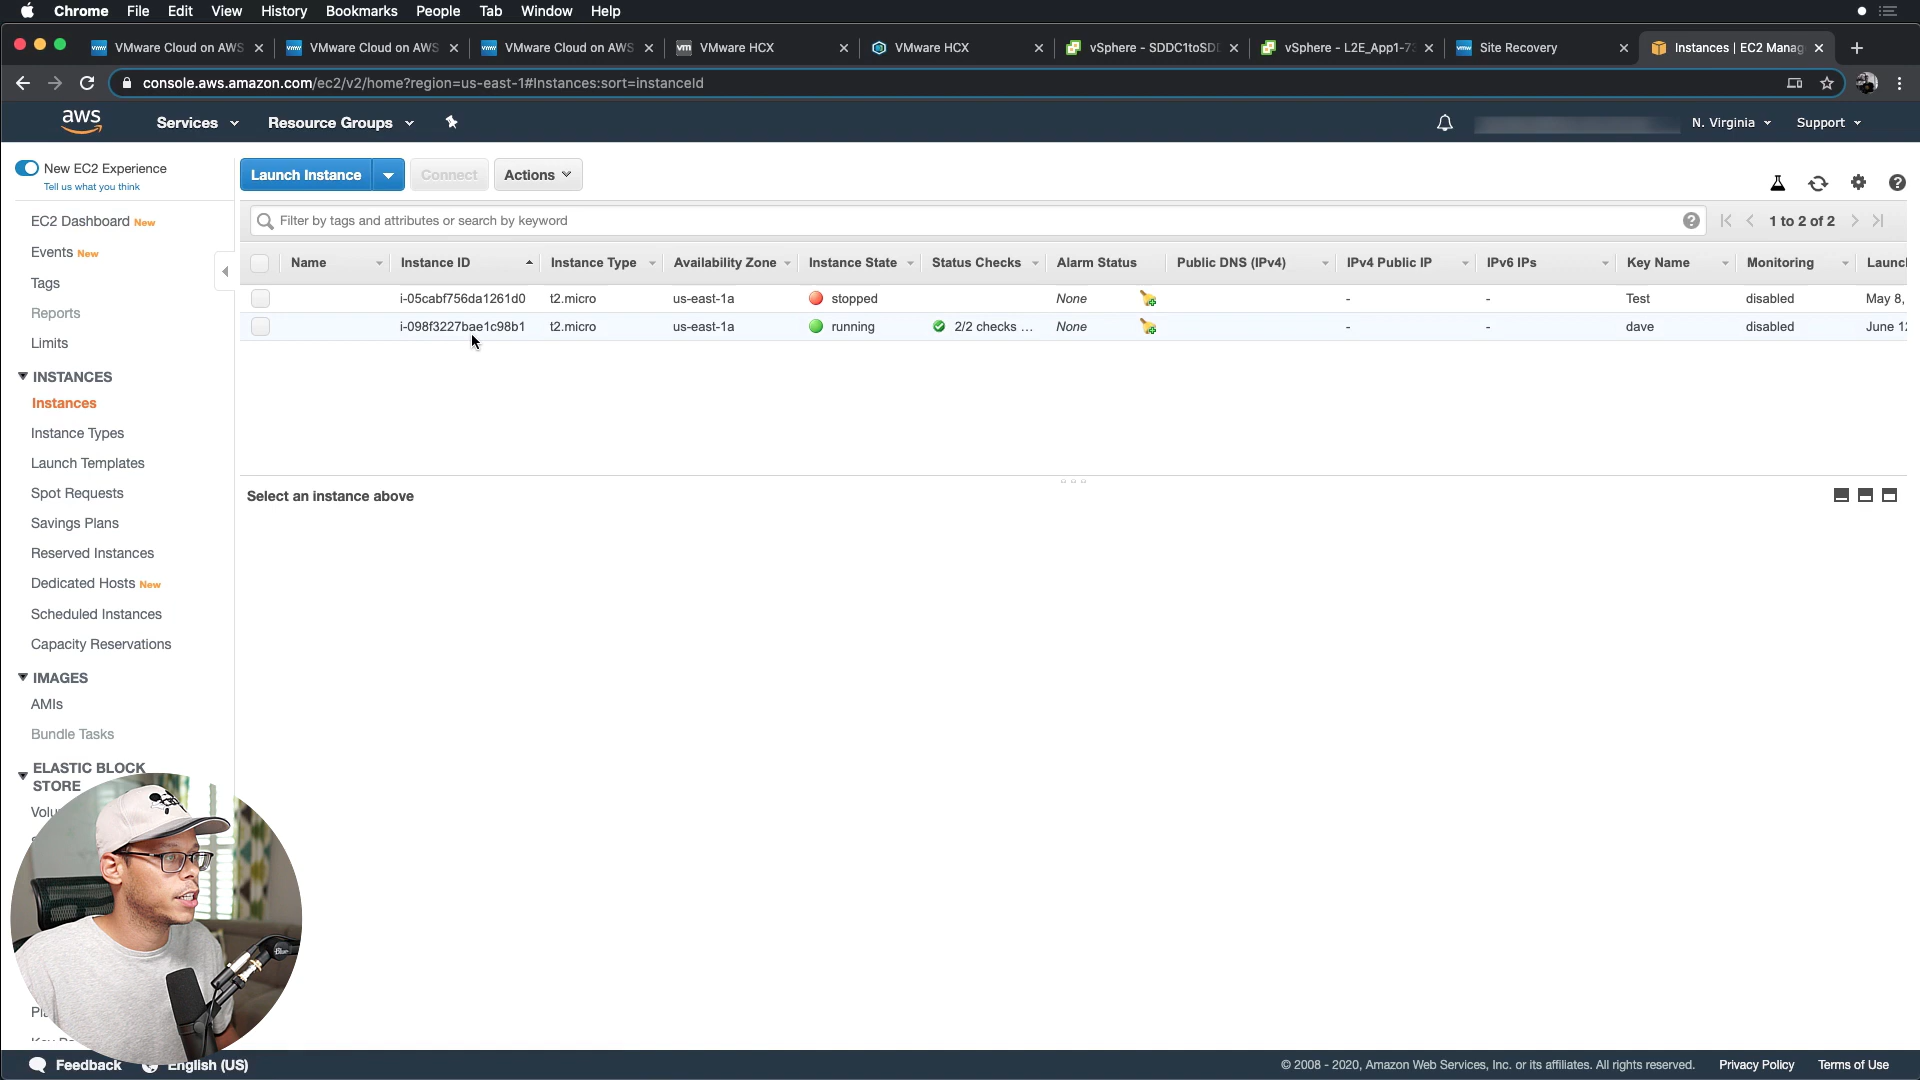 Chrome File Edit View History Bookmarks People Tab Window Help
VMware Cloud on AWS VMware Cloud on AWS VMware Cloud on AWS VMware HCX VMware HCX vSphere - SDDC1toSD vSphere - L2E_App1-73 Site Recovery Instances | EC2 Manag
console.aws.amazon.com/ec2/v2/home?region=us-east-1#Instances:sort=instanceId
aws Services Resource Groups N. Virginia Support
New EC2 Experience
Tell us what you think
Launch Instance Connect Actions
Filter by tags and attributes or search by keyword 1 to 2 of 2
Name Instance ID Instance Type Availability Zone Instance State Status Checks Alarm Status Public DNS (IPv4) IPv4 Public IP IPv6 IPs Key Name Monitoring Launc
i-05cabf756da1261d0 t2.micro us-east-1a stopped None - - Test disabled May 8,
i-098f3227bae1c98b1 t2.micro us-east-1a running 2/2 checks ... None - - dave disabled June 12
Select an instance above
EC2 Dashboard New
Events New
Tags
Reports
Limits
INSTANCES
Instances
Instance Types
Launch Templates
Spot Requests
Savings Plans
Reserved Instances
Dedicated Hosts New
Scheduled Instances
Capacity Reservations
IMAGES
AMIs
Bundle Tasks
ELASTIC BLOCK
STORE
Volu
Feedback English (US) © 2008 - 2020, Amazon Web Services, Inc. or its affiliates. All rights reserved. Privacy Policy Terms of Use